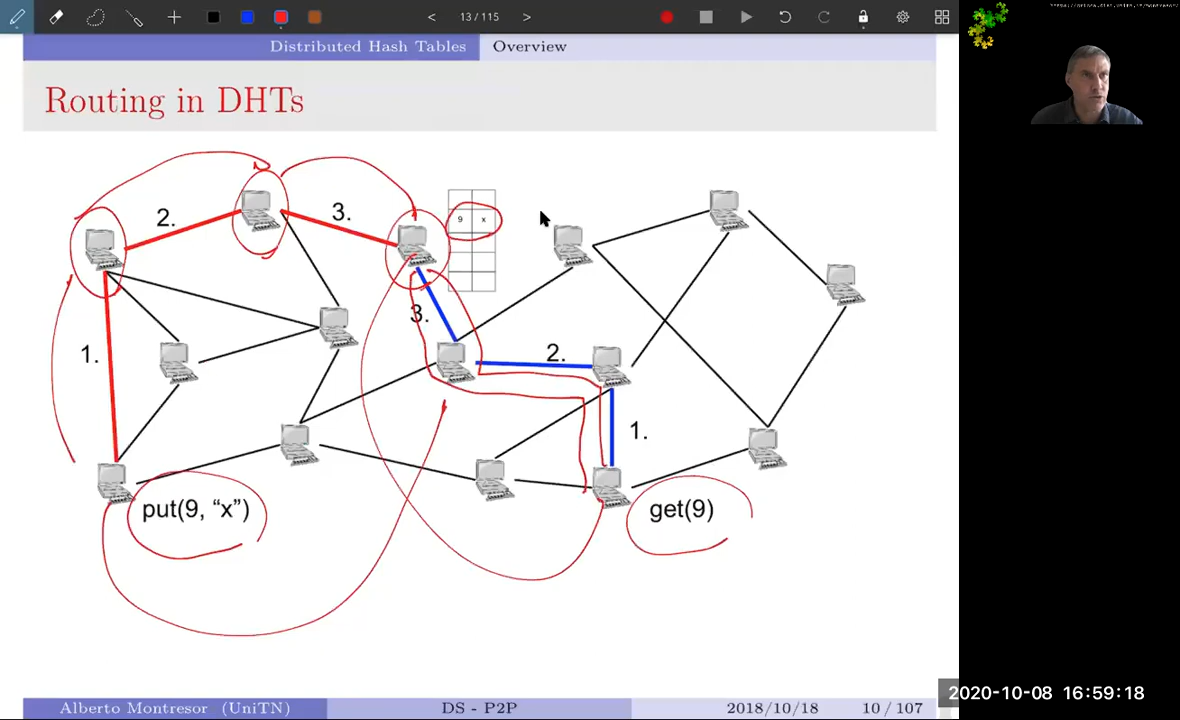 13 / 115
Distributed Hash Tables
Overview
Routing in DHTs
2.
3.
9 x
3.
1.
2.
1.
put(9, “x”)
get(9)
Alberto Montresor (UniTN)
DS - P2P
2018/10/18
10 / 107
2020-10-08 16:59:18